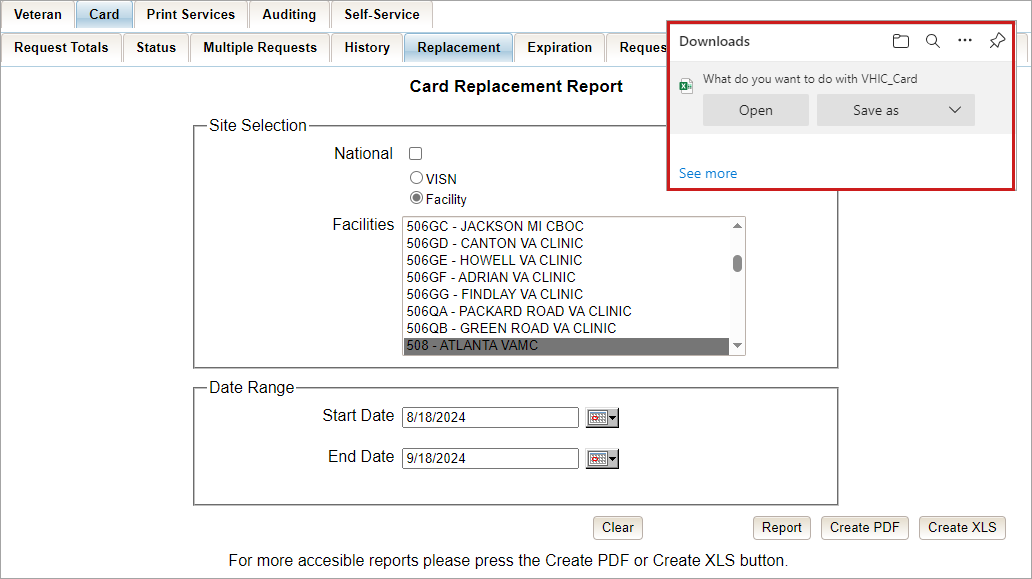 Veteran Card Print Services Auditing Self-Service
Request Totals Status Multiple Requests History Replacement Expiration
Downloads
What do you want to do with VHIC_Card
Open Save as
See more
Card Replacement Report
Site Selection
National
VISN
Facility
Facilities
506GC - JACKSON MI CBOC
506GD - CANTON VA CLINIC
506GE - HOWELL VA CLINIC
506GF - ADRIAN VA CLINIC
506GG - FINDLAY VA CLINIC
506QA - PACKARD ROAD VA CLINIC
506QB - GREEN ROAD VA CLINIC
508 - ATLANTA VAMC
Date Range
Start Date 8/18/2024
End Date 9/18/2024
Clear Report Create PDF Create XLS
For more accesible reports please press the Create PDF or Create XLS button.